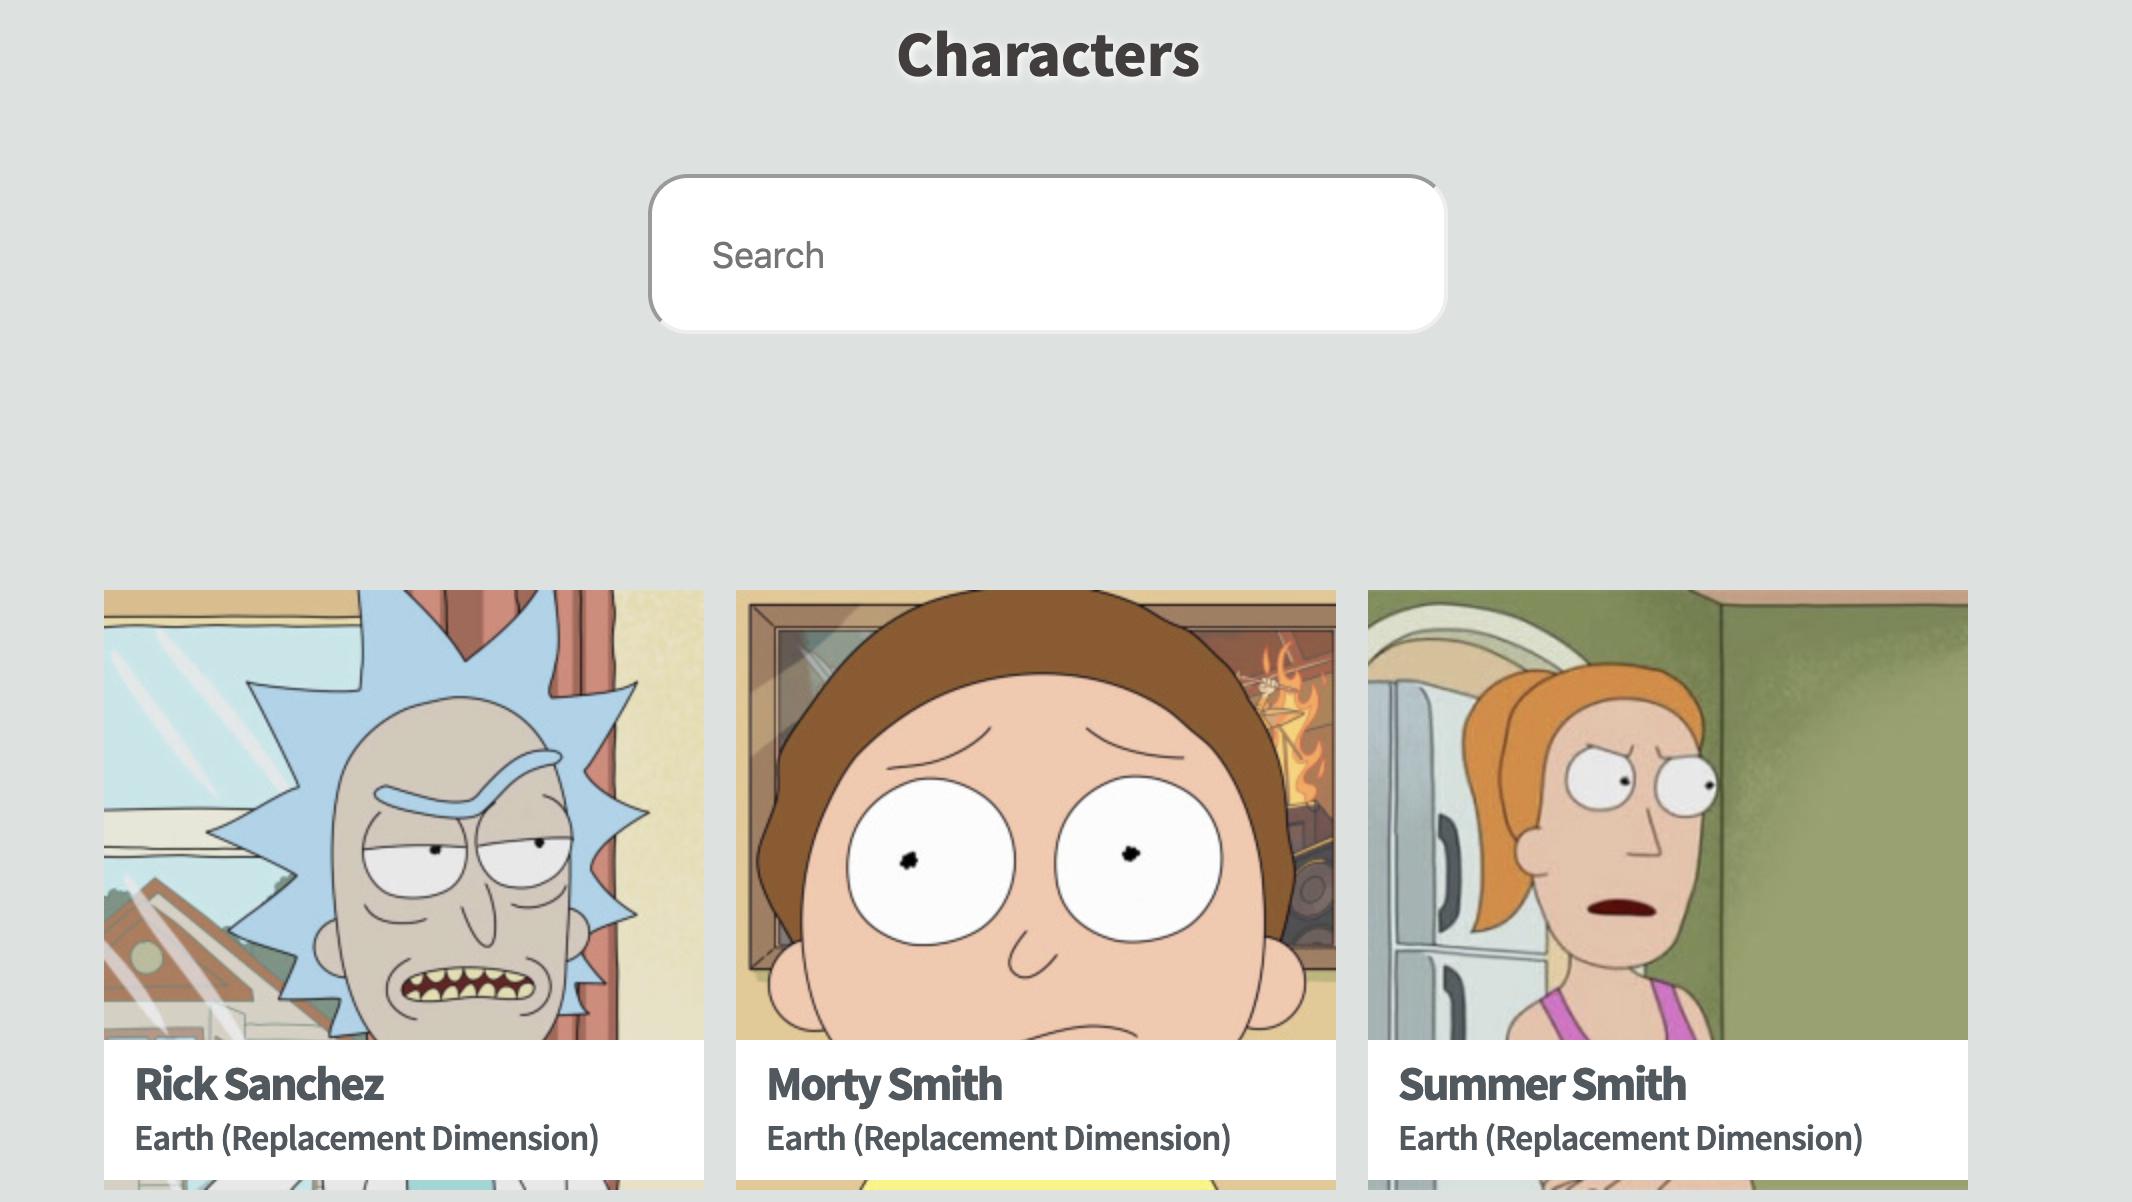 Characters
Search
Rick Sanchez
Earth (Replacement Dimension)
Morty Smith
Earth (Replacement Dimension)
Summer Smith
Earth (Replacement Dimension)